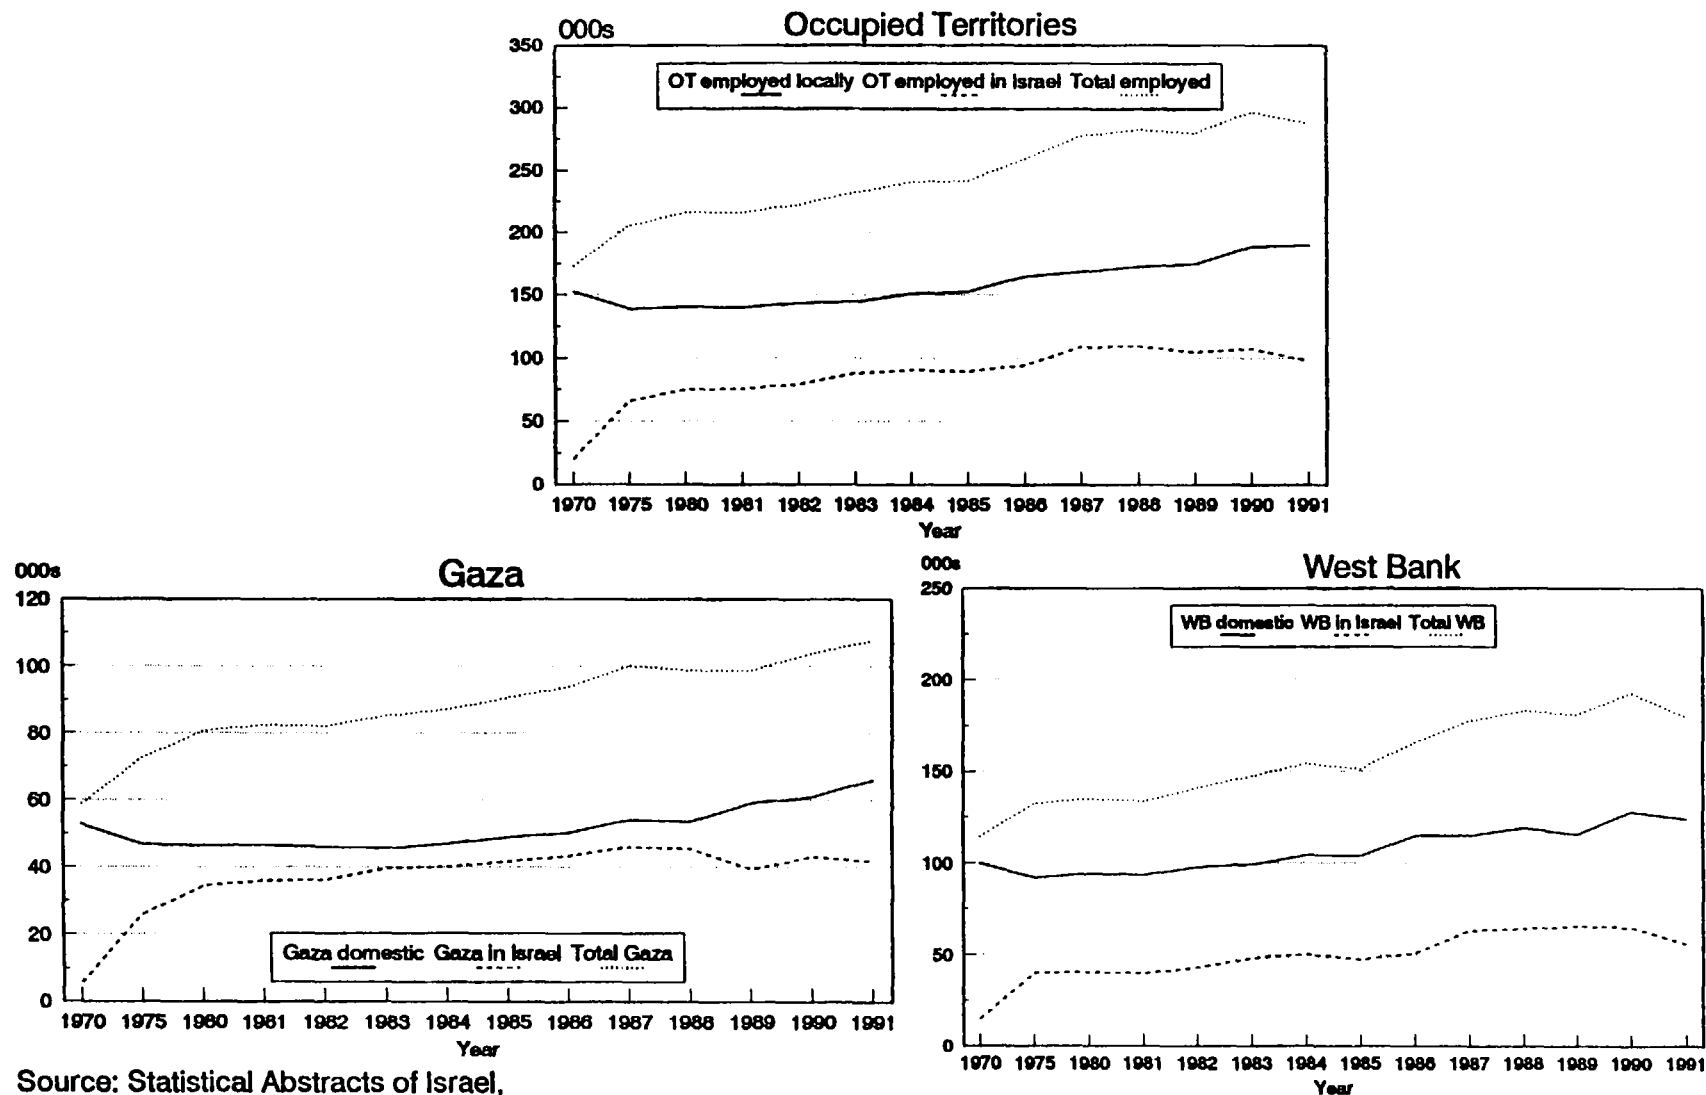 Occupied Territories
000s
OT employed locally OT employed in Israel Total employed
350
300
250
200
150
100
50
0
1970 1975 1980 1981 1982 1983 1984 1985 1986 1987 1988 1989 1990 1991
Year
Gaza
000s
120
100
80
60
40
20
0
Gaza domestic Gaza in Israel Total Gaza
1970 1975 1980 1981 1982 1983 1984 1985 1986 1987 1988 1989 1990 1991
Year
West Bank
000s
250
WB domestic WB in Israel Total WB
200
150
100
50
0
1970 1975 1980 1981 1982 1983 1984 1985 1986 1987 1988 1989 1990 1991
Year
Source: Statistical Abstracts of Israel,